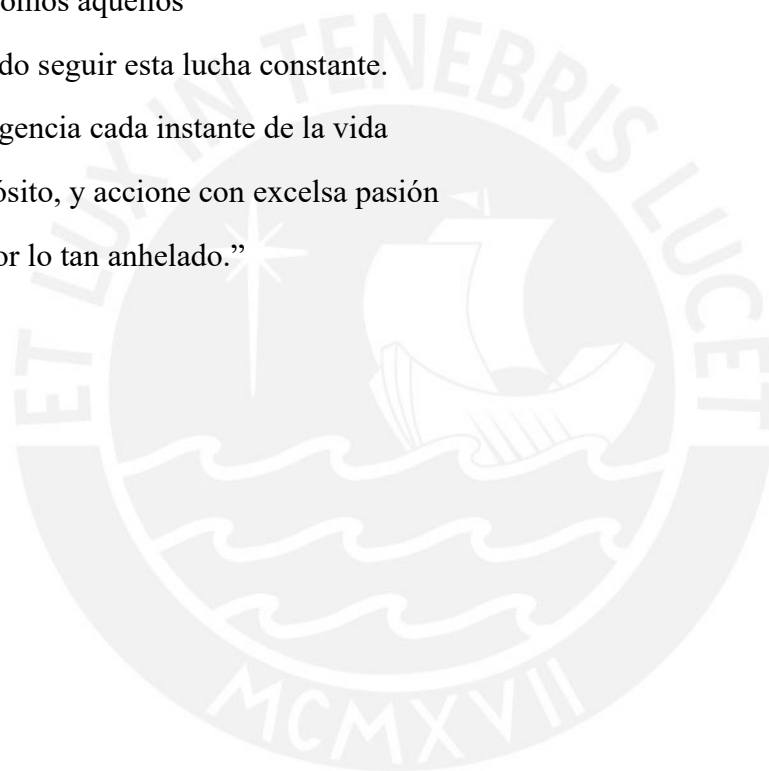 omos aquellos
do seguir esta lucha constante.
gencia cada instante de la vida
ósito, y accione con excelsa pasión
or lo tan anhelado.”
ET LUX IN TENEBRIS LUCET
MCMXVII